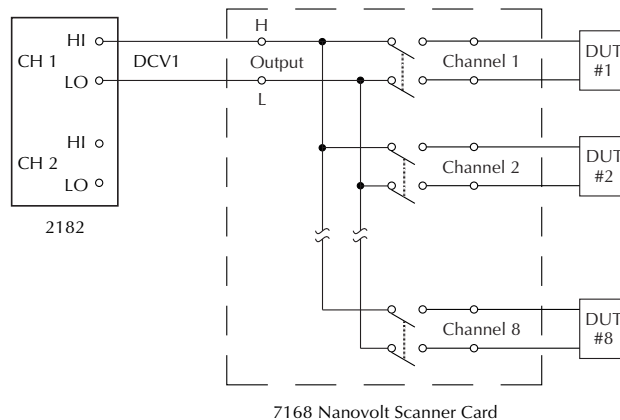 CH 1
HI
LO
DCV1
CH 2
HI
LO
2182
H
Output
L
Channel 1
DUT
#1
Channel 2
DUT
#2
Channel 8
DUT
#8
7168 Nanovolt Scanner Card